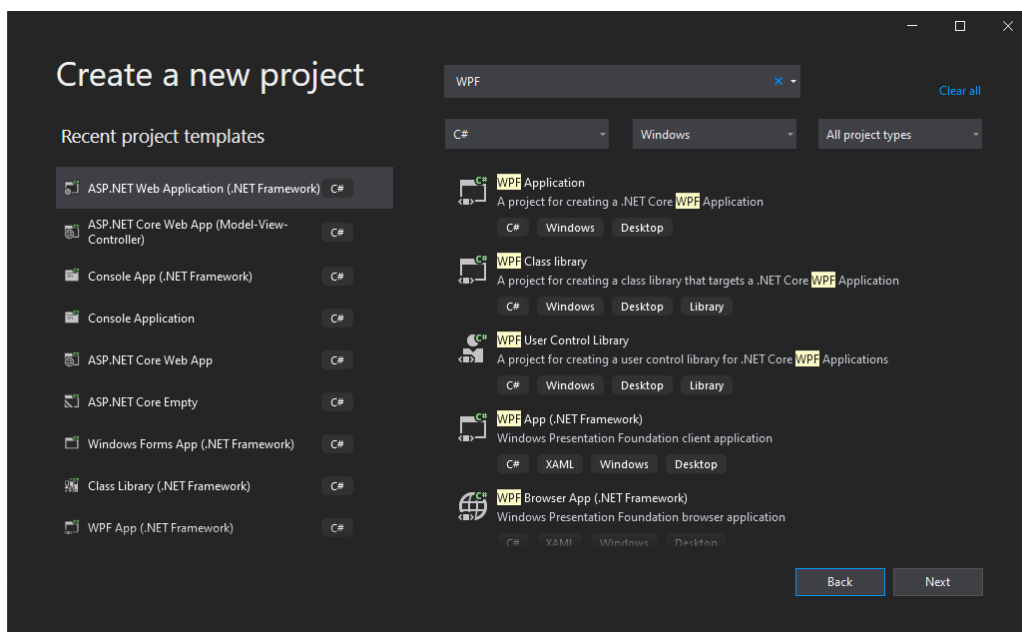 Create a new project
WPF
Clear all
Recent project templates
C#
Windows
All project types
ASP.NET Web Application (.NET Framework) C#
ASP.NET Core Web App (Model-View-
Controller)
C#
Console App (.NET Framework) C#
Console Application C#
ASP.NET Core Web App C#
ASP.NET Core Empty C#
Windows Forms App (.NET Framework) C#
Class Library (.NET Framework) C#
WPF App (.NET Framework) C#
WPF Application
A project for creating a .NET Core WPF Application
C# Windows Desktop
WPF Class library
A project for creating a class library that targets a .NET Core WPF Application
C# Windows Desktop Library
WPF User Control Library
A project for creating a user control library for .NET Core WPF Applications
C# Windows Desktop Library
WPF App (.NET Framework)
Windows Presentation Foundation client application
C# XAML Windows Desktop
WPF Browser App (.NET Framework)
Windows Presentation Foundation browser application
C# XAML Windows Desktop
Back
Next